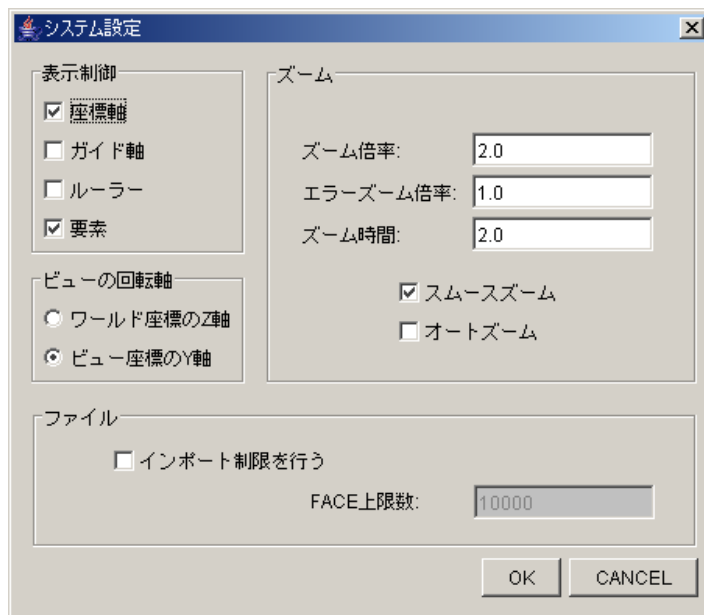 システム設定
表示制御
座標軸
ガイド軸
ルーラー
要素
ビューの回転軸
ワールド座標のZ軸
ビュー座標のY軸
ズーム
ズーム倍率: 2.0
エラーズーム倍率: 1.0
ズーム時間: 2.0
スムースズーム
オートズーム
ファイル
インポート制限を行う
FACE上限数: 10000
OK CANCEL